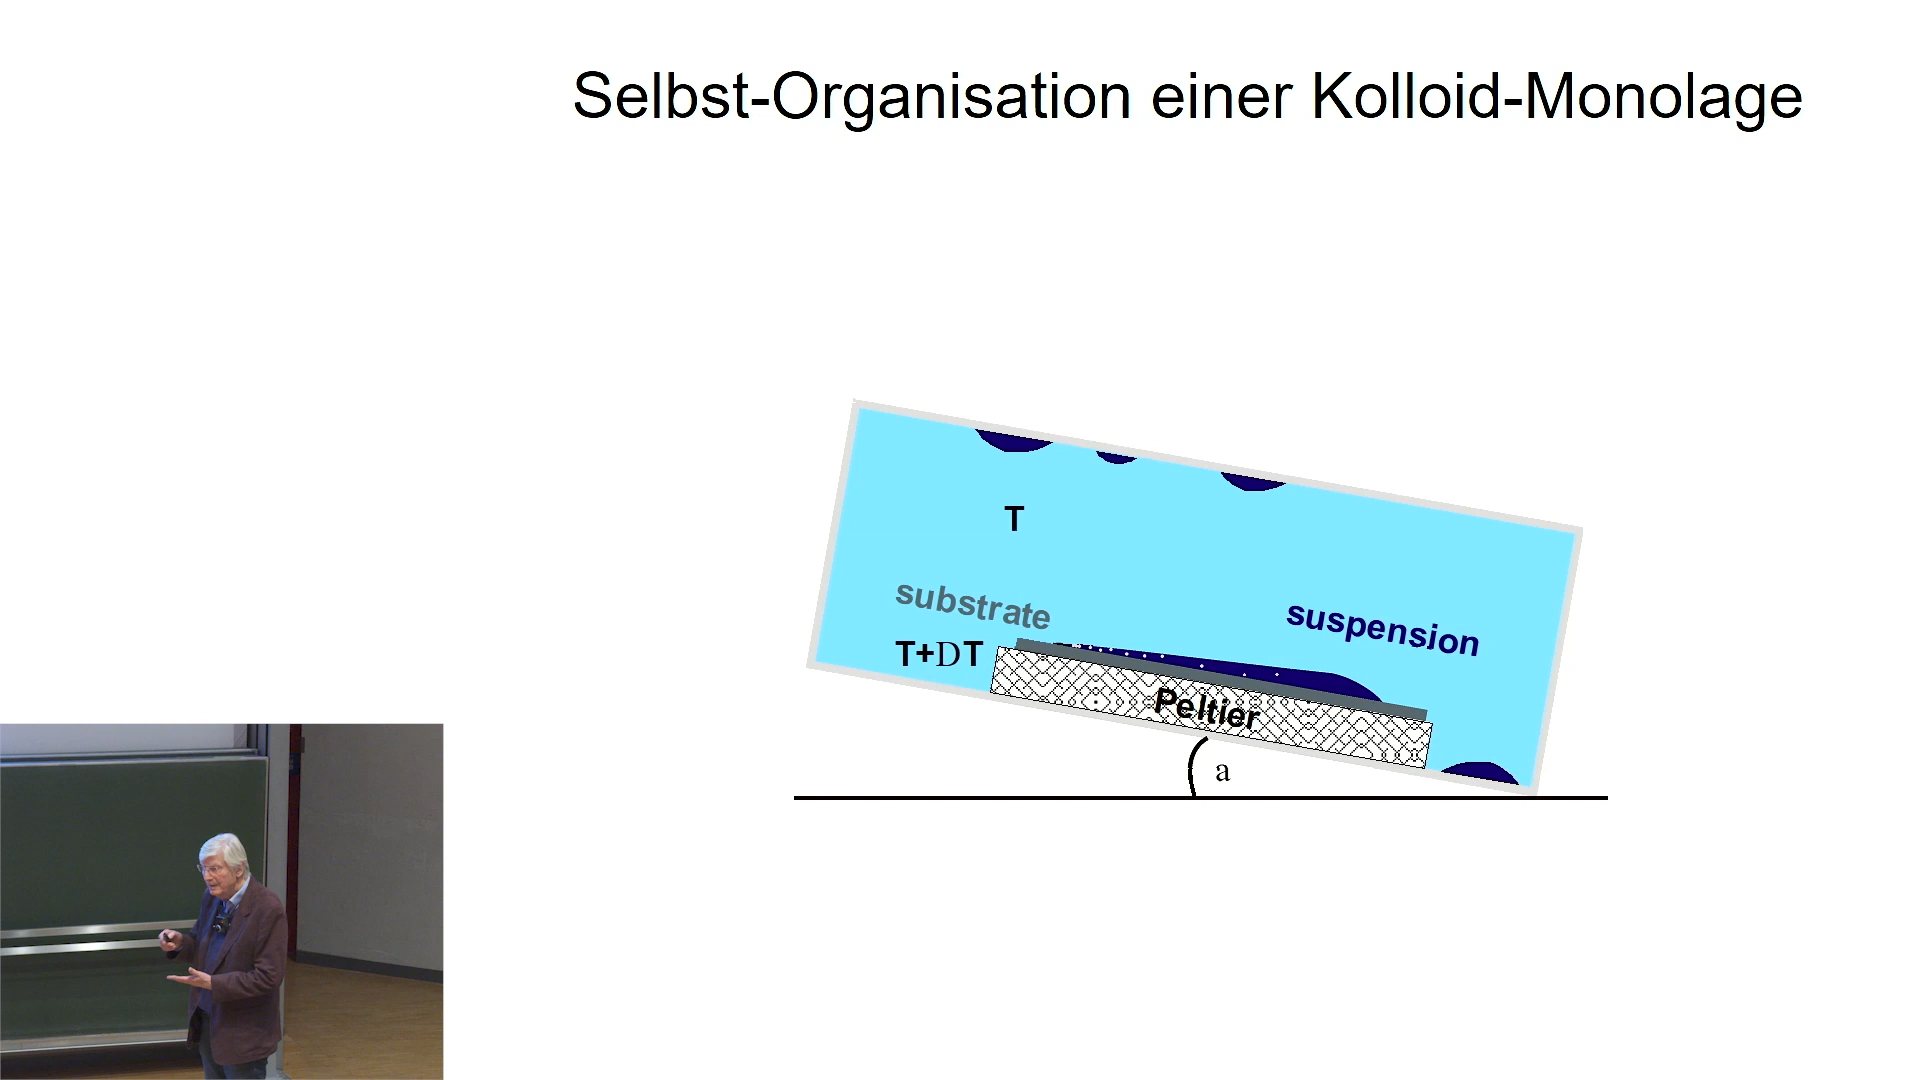 Selbst-Organisation einer Kolloid-Monolage
T
substrate
suspension
T+DT
Peltier
a